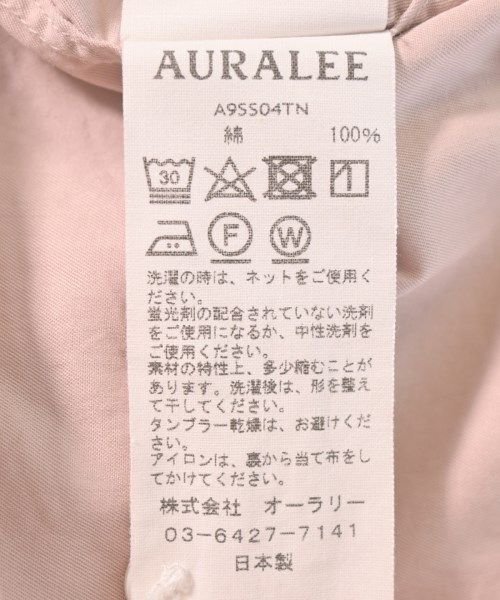 AURALEE
A9SS04TN
綿 100%
30
F W
洗濯の時は、ネットをご使用く
ださい。
蛍光剤の配合されていない洗剤
をご使用になるか、中性洗剤を
ご使用ください。
素材の特性上、多少縮むことが
あります。洗濯後は、形を整え
て干してください。
タンブラー乾燥は、お避けくだ
さい。
アイロンは、裏から当て布をし
てかけてください。
株式会社 オーラリー
03-6427-7141
日本製